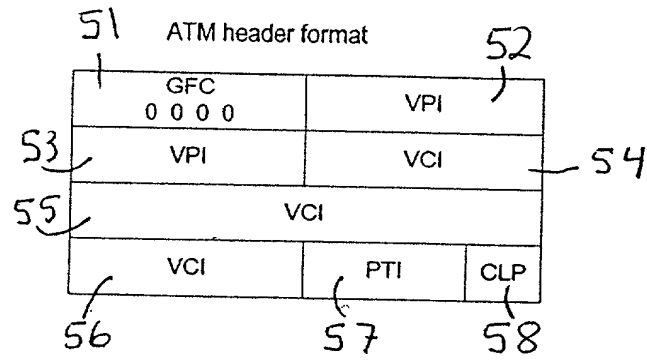 51 ATM header format 52
GFC
0 0 0 0 VPI
53 VPI VCI 54
55 VCI
VCI PTI CLP
56 57 58